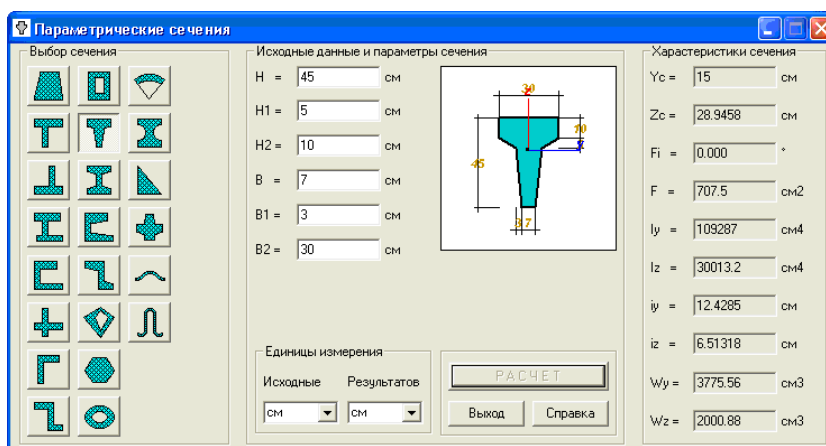 Параметрические сечения
Выбор сечения
Исходные данные и параметры сечения
H = 45 см
H1 = 5 см
H2 = 10 см
B = 7 см
B1 = 3 см
B2 = 30 см
30
10
45
3 7
Единицы измерения
Исходные Результатов
см см
РАСЧЕТ
Выход Справка
Харастеристики сечения
Yc = 15 см
Zc = 28.9458 см
Fi = 0.000 °
F = 707.5 см2
Iy = 109287 см4
Iz = 30013.2 см4
iy = 12.4285 см
iz = 6.51318 см
Wy = 3775.56 см3
Wz = 2000.88 см3